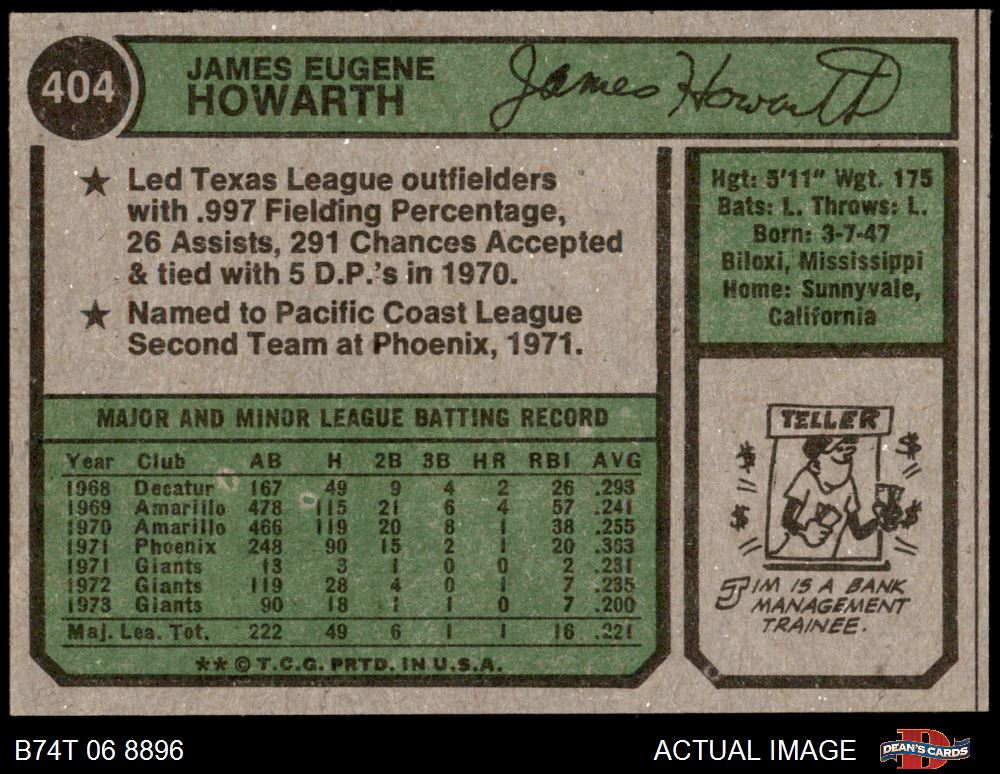 404
JAMES EUGENE
HOWARTH
James Howarth
★ Led Texas League outfielders
with .997 Fielding Percentage,
26 Assists, 291 Chances Accepted
& tied with 5 D.P.'s in 1970.
★ Named to Pacific Coast League
Second Team at Phoenix, 1971.
Hgt: 5'11" Wgt. 175
Bats: L. Throws: L.
Born: 3-7-47
Biloxi, Mississippi
Home: Sunnyvale,
California
MAJOR AND MINOR LEAGUE BATTING RECORD
Year Club AB H 2B 3B HR RBI AVG
1968 Decatur 167 49 9 4 2 26 .293
1969 Amarillo 478 115 21 6 4 57 .241
1970 Amarillo 466 119 20 8 1 38 .255
1971 Phoenix 248 90 15 2 1 20 .363
1971 Giants 13 3 1 0 0 2 .231
1972 Giants 119 28 4 0 1 7 .235
1973 Giants 90 18 1 1 0 7 .200
Maj. Lea. Tot. 222 49 6 1 1 16 .221
** © T.C.G. PRTD. IN U.S.A.
TELLER
$ $
$ $
JIM IS A BANK
MANAGEMENT
TRAINEE.
B74T 06 8896
ACTUAL IMAGE
DEAN'S CARDS